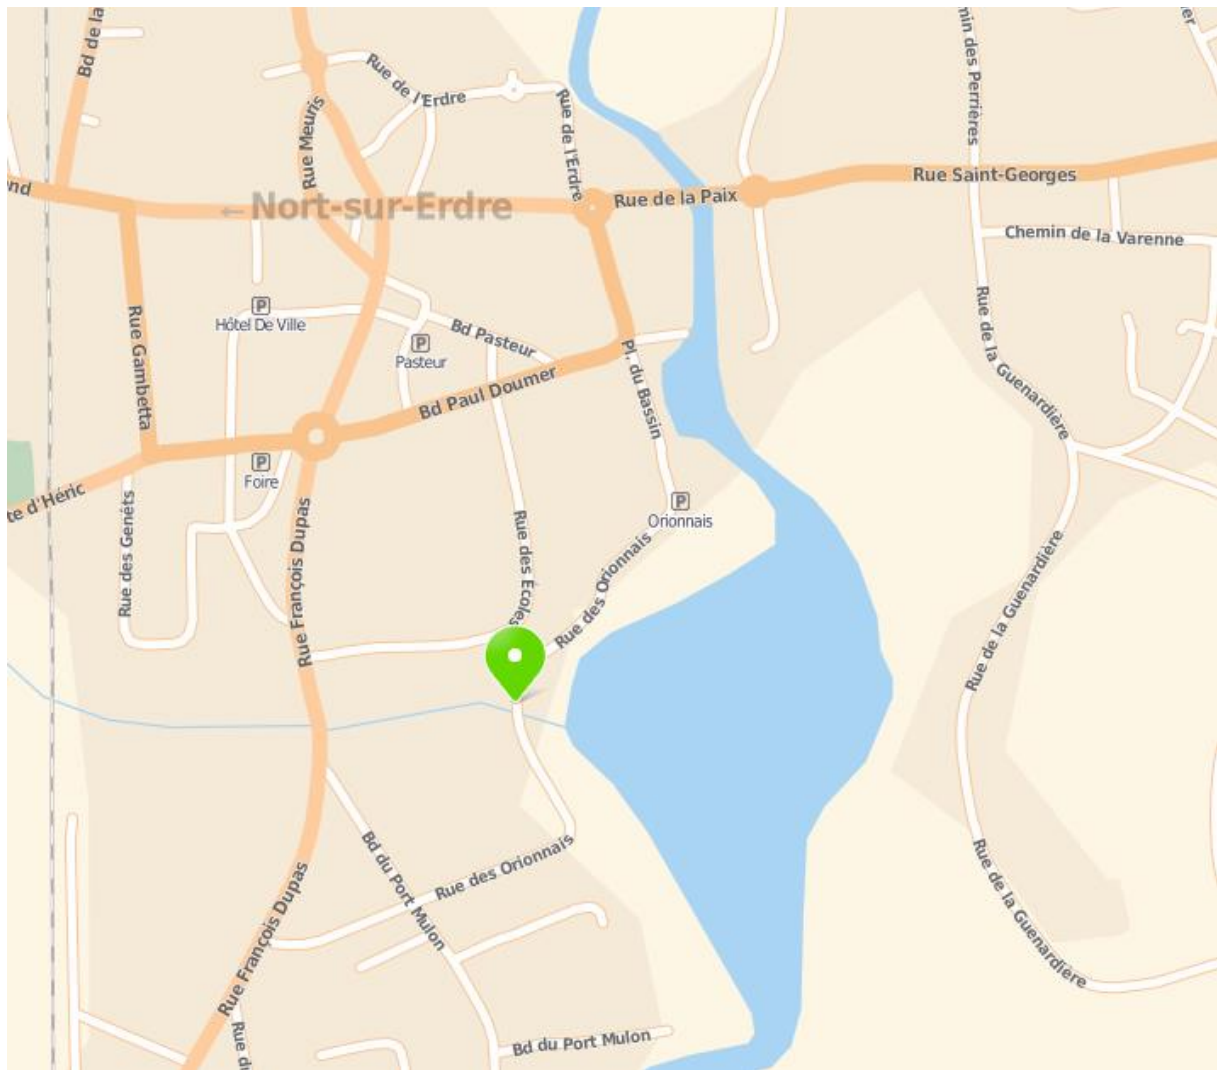 Bd de la
Rue de l'Erdre
Rue Meuris
Rue de l'Erdre
min des Perrières
er
nd
← Nort-sur-Erdre
Rue de la Paix
Rue Saint-Georges
Chemin de la Varenne
P
Hôtel De Ville
Rue Gambetta
P
Pasteur
Bd Pasteur
Bd Paul Doumer
Pl. du Bassin
Rue de la Guenardière
P
Foire
te d'Héric
Rue des Genéts
Rue François Dupas
Rue des Écoles
P
Orionnais
Rue des Orionnais
Rue de la Guenardière
Bd du Port Mulon
Rue des Orionnais
Rue François Dupas
Rue de la Guenardière
Rue du
Bd du Port Mulon